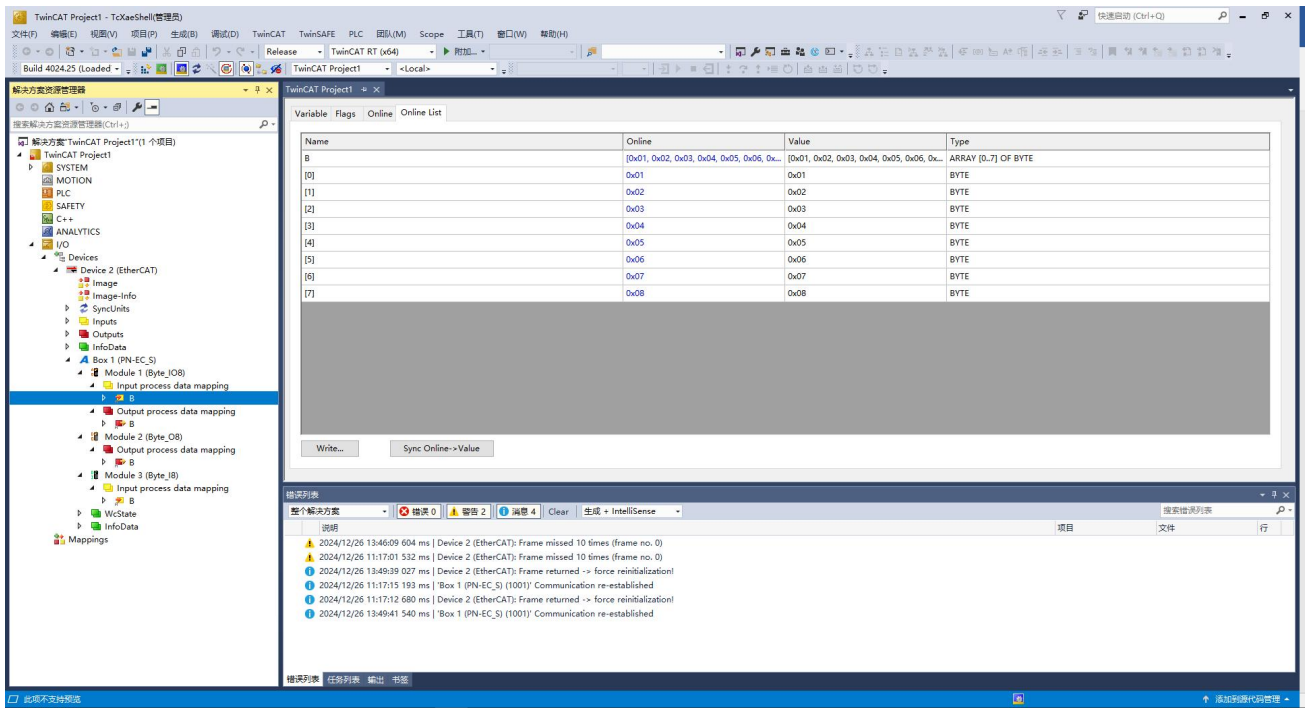 TwinCAT Project1 - TcXaeShell(管理员)
快速启动 (Ctrl+Q)
文件(F) 编辑(E) 视图(V) 项目(P) 生成(B) 调试(D) TwinCAT TwinSAFE PLC 团队(M) Scope 工具(T) 窗口(W) 帮助(H)
Release TwinCAT RT (x64) 附加...
Build 4024.25 (Loaded TwinCAT Project1 <Local>
解决方案资源管理器
搜索解决方案资源管理器(Ctrl+;)
解决方案"TwinCAT Project1"(1 个项目)
TwinCAT Project1
SYSTEM
MOTION
PLC
SAFETY
C++
ANALYTICS
I/O
Devices
Device 2 (EtherCAT)
Image
Image-Info
SyncUnits
Inputs
Outputs
InfoData
Box 1 (PN-EC_S)
Module 1 (Byte_IO8)
Input process data mapping
B
Output process data mapping
B
Module 2 (Byte_O8)
Output process data mapping
B
Module 3 (Byte_I8)
Input process data mapping
B
WcState
InfoData
Mappings
TwinCAT Project1
Variable Flags Online Online List
Name Online Value Type
B [0x01, 0x02, 0x03, 0x04, 0x05, 0x06, 0x... [0x01, 0x02, 0x03, 0x04, 0x05, 0x06, 0x... ARRAY [0..7] OF BYTE
[0] 0x01 0x01 BYTE
[1] 0x02 0x02 BYTE
[2] 0x03 0x03 BYTE
[3] 0x04 0x04 BYTE
[4] 0x05 0x05 BYTE
[5] 0x06 0x06 BYTE
[6] 0x07 0x07 BYTE
[7] 0x08 0x08 BYTE
Write... Sync Online->Value
错误列表
整个解决方案 错误 0 警告 2 消息 4 Clear 生成 + IntelliSense 搜索错误列表
说明 项目 文件 行
2024/12/26 13:46:09 604 ms | Device 2 (EtherCAT): Frame missed 10 times (frame no. 0)
2024/12/26 11:17:01 532 ms | Device 2 (EtherCAT): Frame missed 10 times (frame no. 0)
2024/12/26 13:49:39 027 ms | Device 2 (EtherCAT): Frame returned -> force reinitialization!
2024/12/26 11:17:15 193 ms | 'Box 1 (PN-EC_S) (1001)' Communication re-established
2024/12/26 11:17:12 680 ms | Device 2 (EtherCAT): Frame returned -> force reinitialization!
2024/12/26 13:49:41 540 ms | 'Box 1 (PN-EC_S) (1001)' Communication re-established
错误列表 任务列表 输出 书签
此项不支持预览
添加到源代码管理